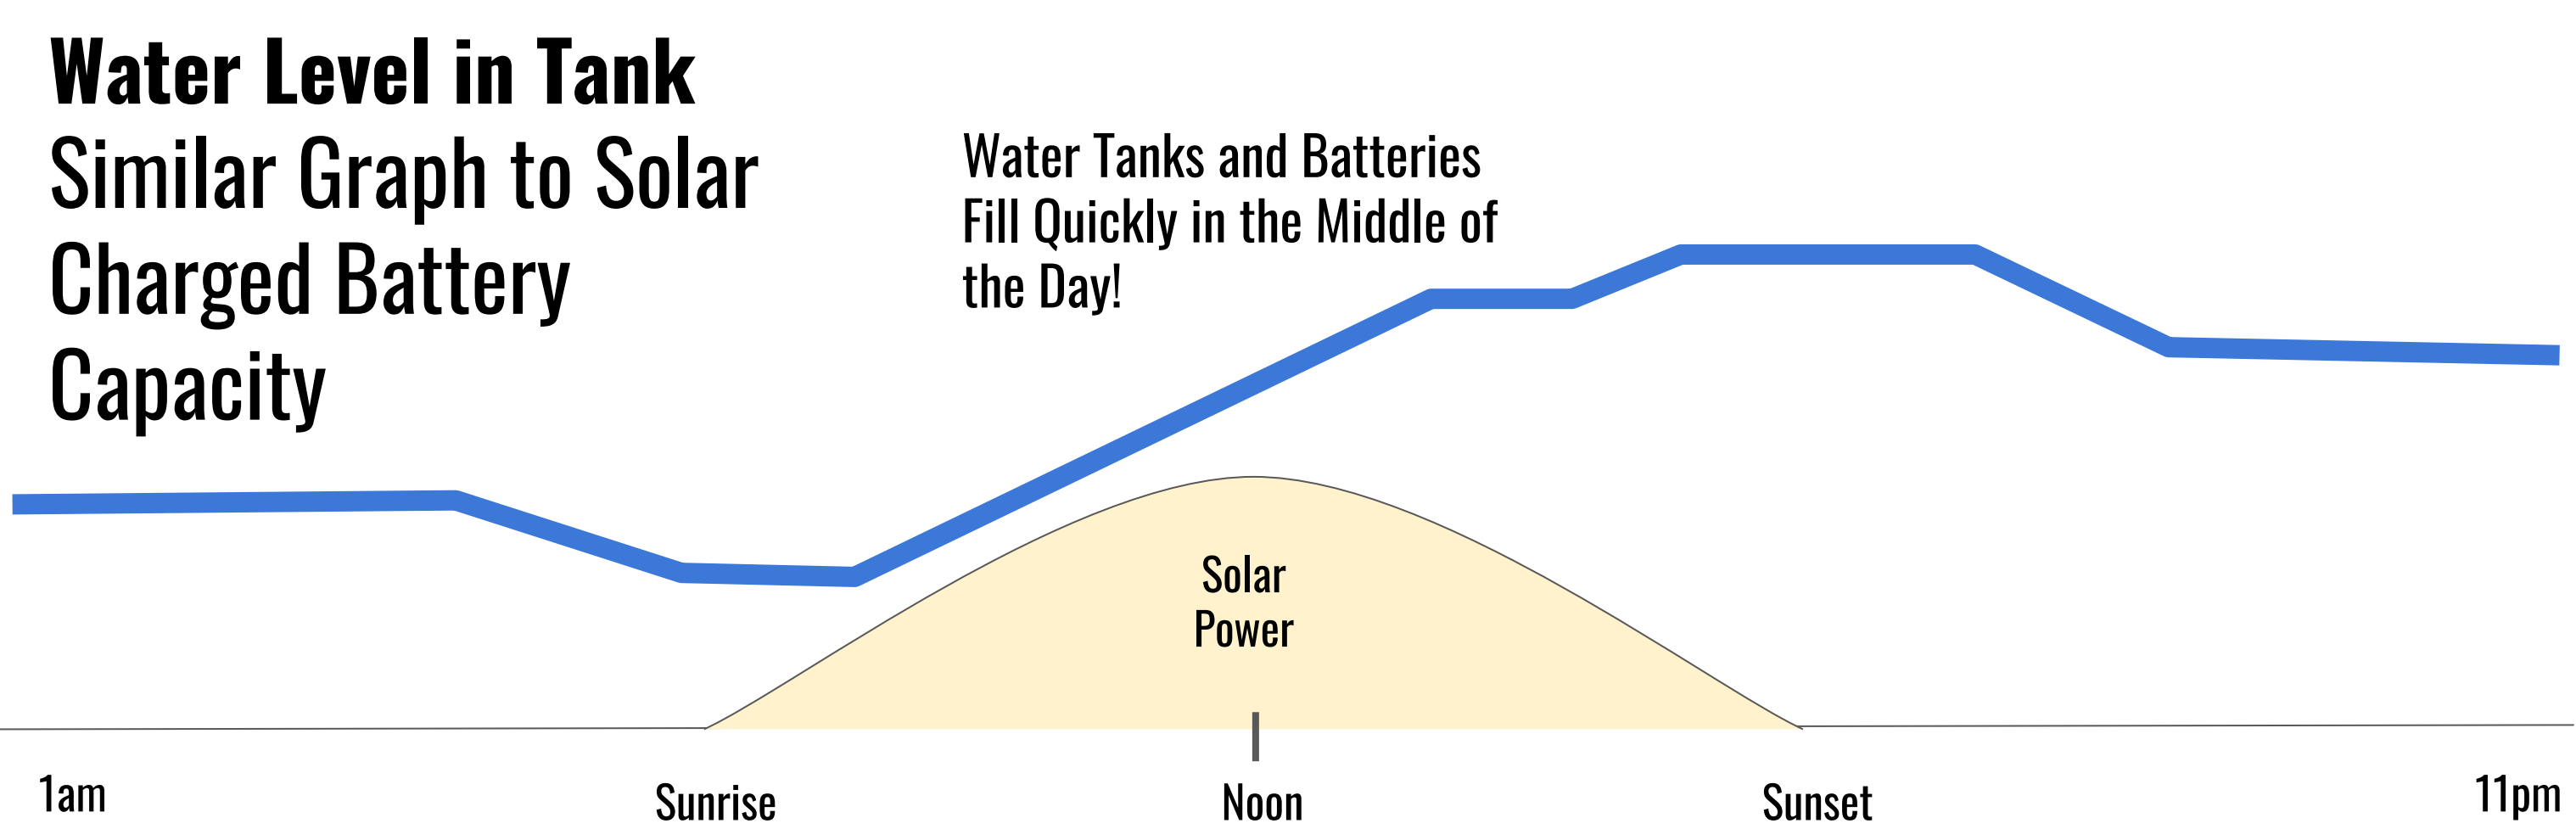 Water Level in Tank
Similar Graph to Solar
Charged Battery
Capacity
Water Tanks and Batteries
Fill Quickly in the Middle of
the Day!
Solar
Power
1am
Sunrise
Noon
Sunset
11pm